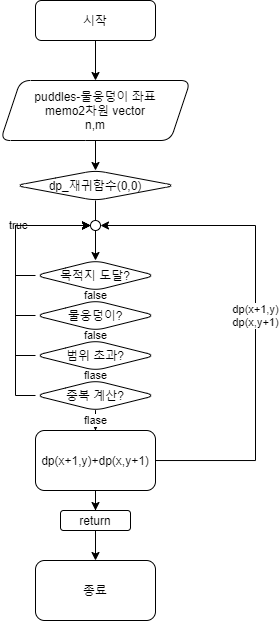 시작
puddles-물웅덩이 좌표
memo2차원 vector
n,m
dp_재귀함수(0,0)
true
목적지 도달?
false
dp(x+1,y)
dp(x,y+1)
물웅덩이?
false
범위 초과?
flase
중복 계산?
flase
dp(x+1,y)+dp(x,y+1)
return
종료